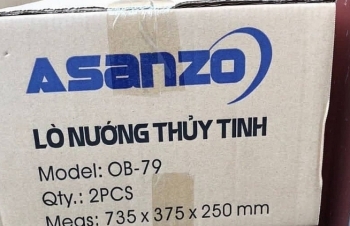 Asanzo
LÒ NƯỚNG THỦY TINH
Model: OB-79
Qty.: 2PCS
Meas: 735 x 375 x 250 mm